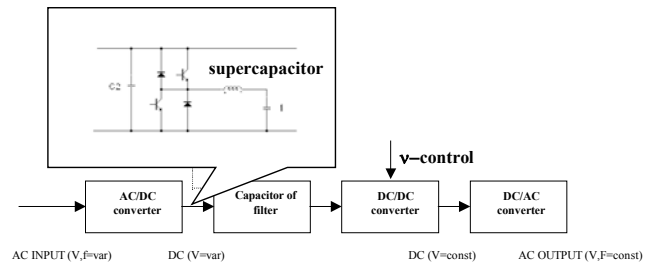 supercapacitor
C2
ν−control
AC/DC
converter
Capacitor of
filter
DC/DC
converter
DC/AC
converter
AC INPUT (V,f=var)
DC (V=var)
DC (V=const)
AC OUTPUT (V,F=const)